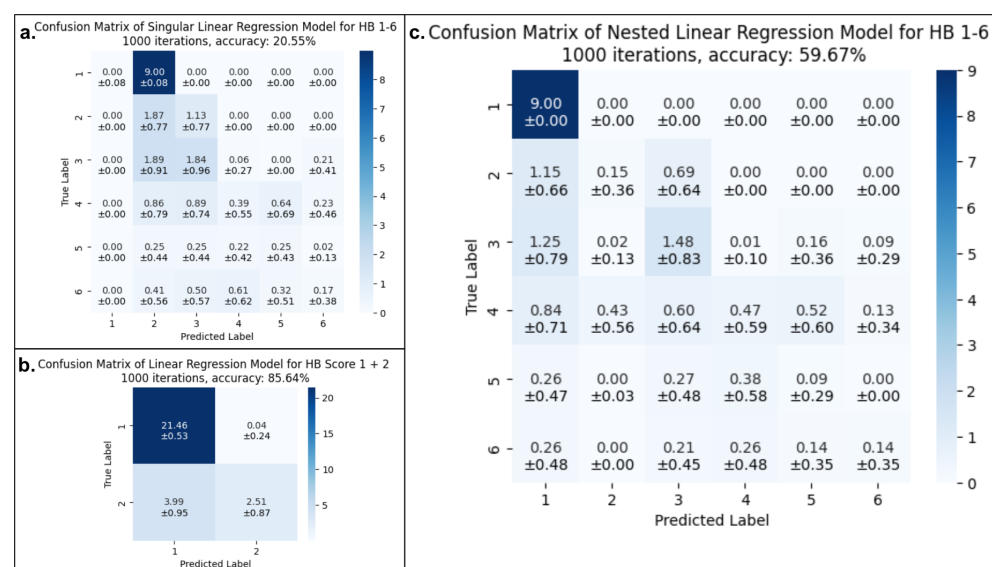 a. Confusion Matrix of Singular Linear Regression Model for HB 1-6
1000 iterations, accuracy: 20.55%
True Label
1 0.00 9.00 0.00 0.00 0.00 0.00
±0.08 ±0.08 ±0.00 ±0.00 ±0.00 ±0.00
2 0.00 1.87 1.13 0.00 0.00 0.00
±0.00 ±0.77 ±0.77 ±0.00 ±0.00 ±0.00
3 0.00 1.89 1.84 0.06 0.00 0.21
±0.00 ±0.91 ±0.96 ±0.27 ±0.00 ±0.41
4 0.00 0.86 0.89 0.39 0.64 0.23
±0.00 ±0.79 ±0.74 ±0.55 ±0.69 ±0.46
5 0.00 0.25 0.25 0.22 0.25 0.02
±0.00 ±0.44 ±0.44 ±0.42 ±0.43 ±0.13
6 0.00 0.41 0.50 0.61 0.32 0.17
±0.00 ±0.56 ±0.57 ±0.62 ±0.51 ±0.38
1 2 3 4 5 6
Predicted Label
8
7
6
5
4
3
2
1
0
b. Confusion Matrix of Linear Regression Model for HB Score 1 + 2
1000 iterations, accuracy: 85.64%
True Label
1 21.46 0.04
±0.53 ±0.24
2 3.99 2.51
±0.95 ±0.87
1 2
Predicted Label
20
15
10
5
c. Confusion Matrix of Nested Linear Regression Model for HB 1-6
1000 iterations, accuracy: 59.67%
True Label
1 9.00 0.00 0.00 0.00 0.00 0.00
±0.00 ±0.00 ±0.00 ±0.00 ±0.00 ±0.00
2 1.15 0.15 0.69 0.00 0.00 0.00
±0.66 ±0.36 ±0.64 ±0.00 ±0.00 ±0.00
3 1.25 0.02 1.48 0.01 0.16 0.09
±0.79 ±0.13 ±0.83 ±0.10 ±0.36 ±0.29
4 0.84 0.43 0.60 0.47 0.52 0.13
±0.71 ±0.56 ±0.64 ±0.59 ±0.60 ±0.34
5 0.26 0.00 0.27 0.38 0.09 0.00
±0.47 ±0.03 ±0.48 ±0.58 ±0.29 ±0.00
6 0.26 0.00 0.21 0.26 0.14 0.14
±0.48 ±0.00 ±0.45 ±0.48 ±0.35 ±0.35
1 2 3 4 5 6
Predicted Label
9
8
7
6
5
4
3
2
1
0